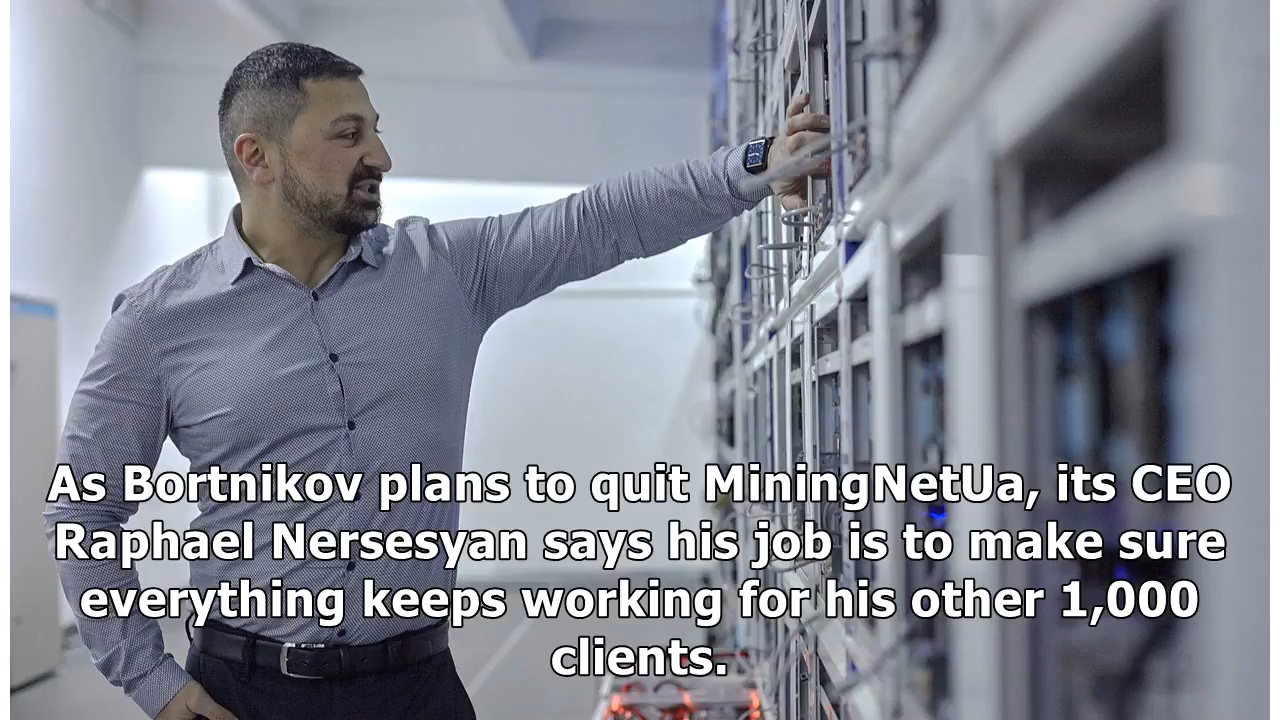 As Bortnikov plans to quit MiningNetUa, its CEO
Raphael Nersesyan says his job is to make sure
everything keeps working for his other 1,000
clients.